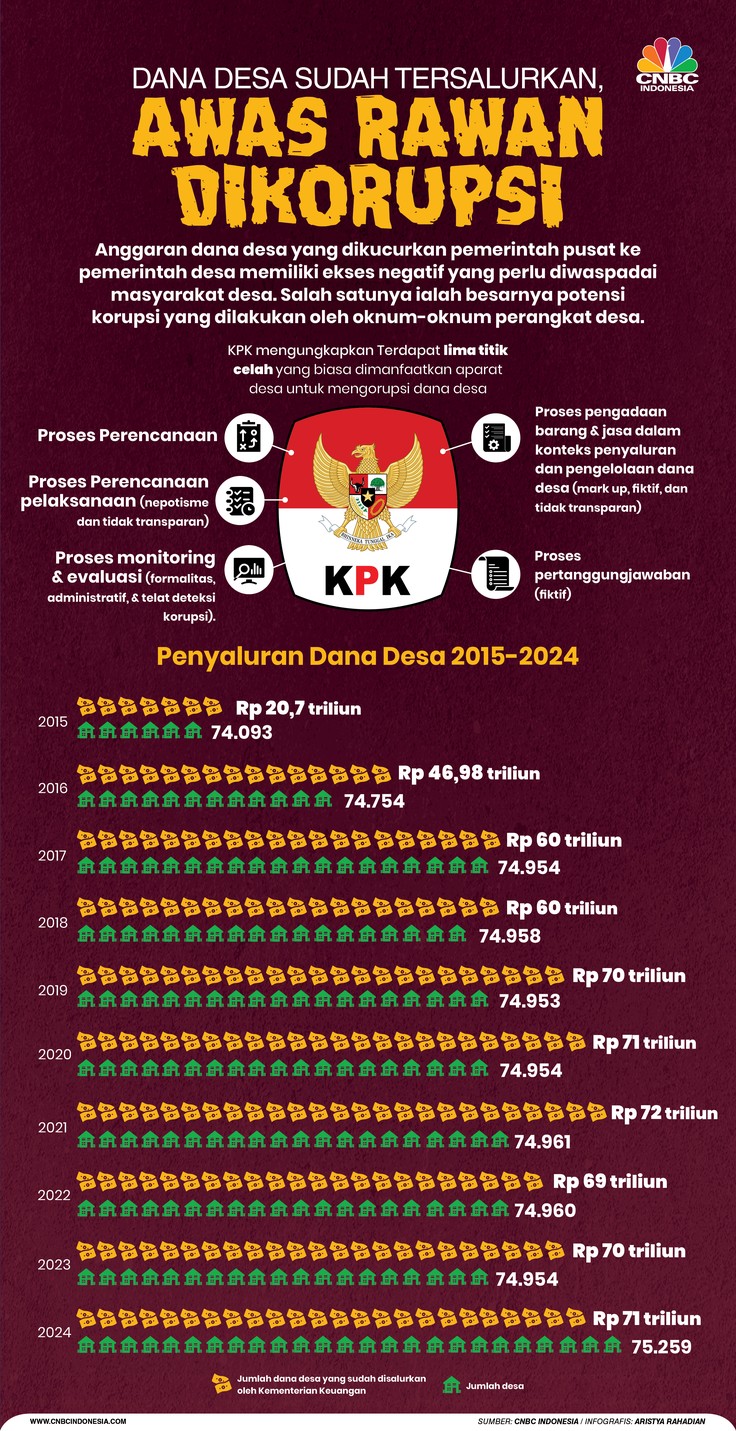 CNBC
INDONESIA
DANA DESA SUDAH TERSALURKAN,
AWAS RAWAN
DIKORUPSI
Anggaran dana desa yang dikucurkan pemerintah pusat ke
pemerintah desa memiliki ekses negatif yang perlu diwaspadai
masyarakat desa. Salah satunya ialah besarnya potensi
korupsi yang dilakukan oleh oknum-oknum perangkat desa.
KPK mengungkapkan Terdapat lima titik
celah yang biasa dimanfaatkan aparat
desa untuk mengorupsi dana desa
Proses Perencanaan
Proses Perencanaan
pelaksanaan (nepotisme
dan tidak transparan)
Proses monitoring
& evaluasi (formalitas,
administratif, & telat deteksi
korupsi).
BHINNEKA TUNGGAL IKA
KPK
Proses pengadaan
barang & jasa dalam
konteks penyaluran
dan pengelolaan dana
desa (mark up, fiktif, dan
tidak transparan)
Proses
pertanggungjawaban
(fiktif)
Penyaluran Dana Desa 2015-2024
2015
Rp 20,7 triliun
74.093
2016
Rp 46,98 triliun
74.754
2017
Rp 60 triliun
74.954
2018
Rp 60 triliun
74.958
2019
Rp 70 triliun
74.953
2020
Rp 71 triliun
74.954
2021
Rp 72 triliun
74.961
2022
Rp 69 triliun
74.960
2023
Rp 70 triliun
74.954
2024
Rp 71 triliun
75.259
Jumlah dana desa yang sudah disalurkan
oleh Kementerian Keuangan
Jumlah desa
WWW.CNBCINDONESIA.COM
SUMBER: CNBC INDONESIA / INFOGRAFIS: ARISTYA RAHADIAN